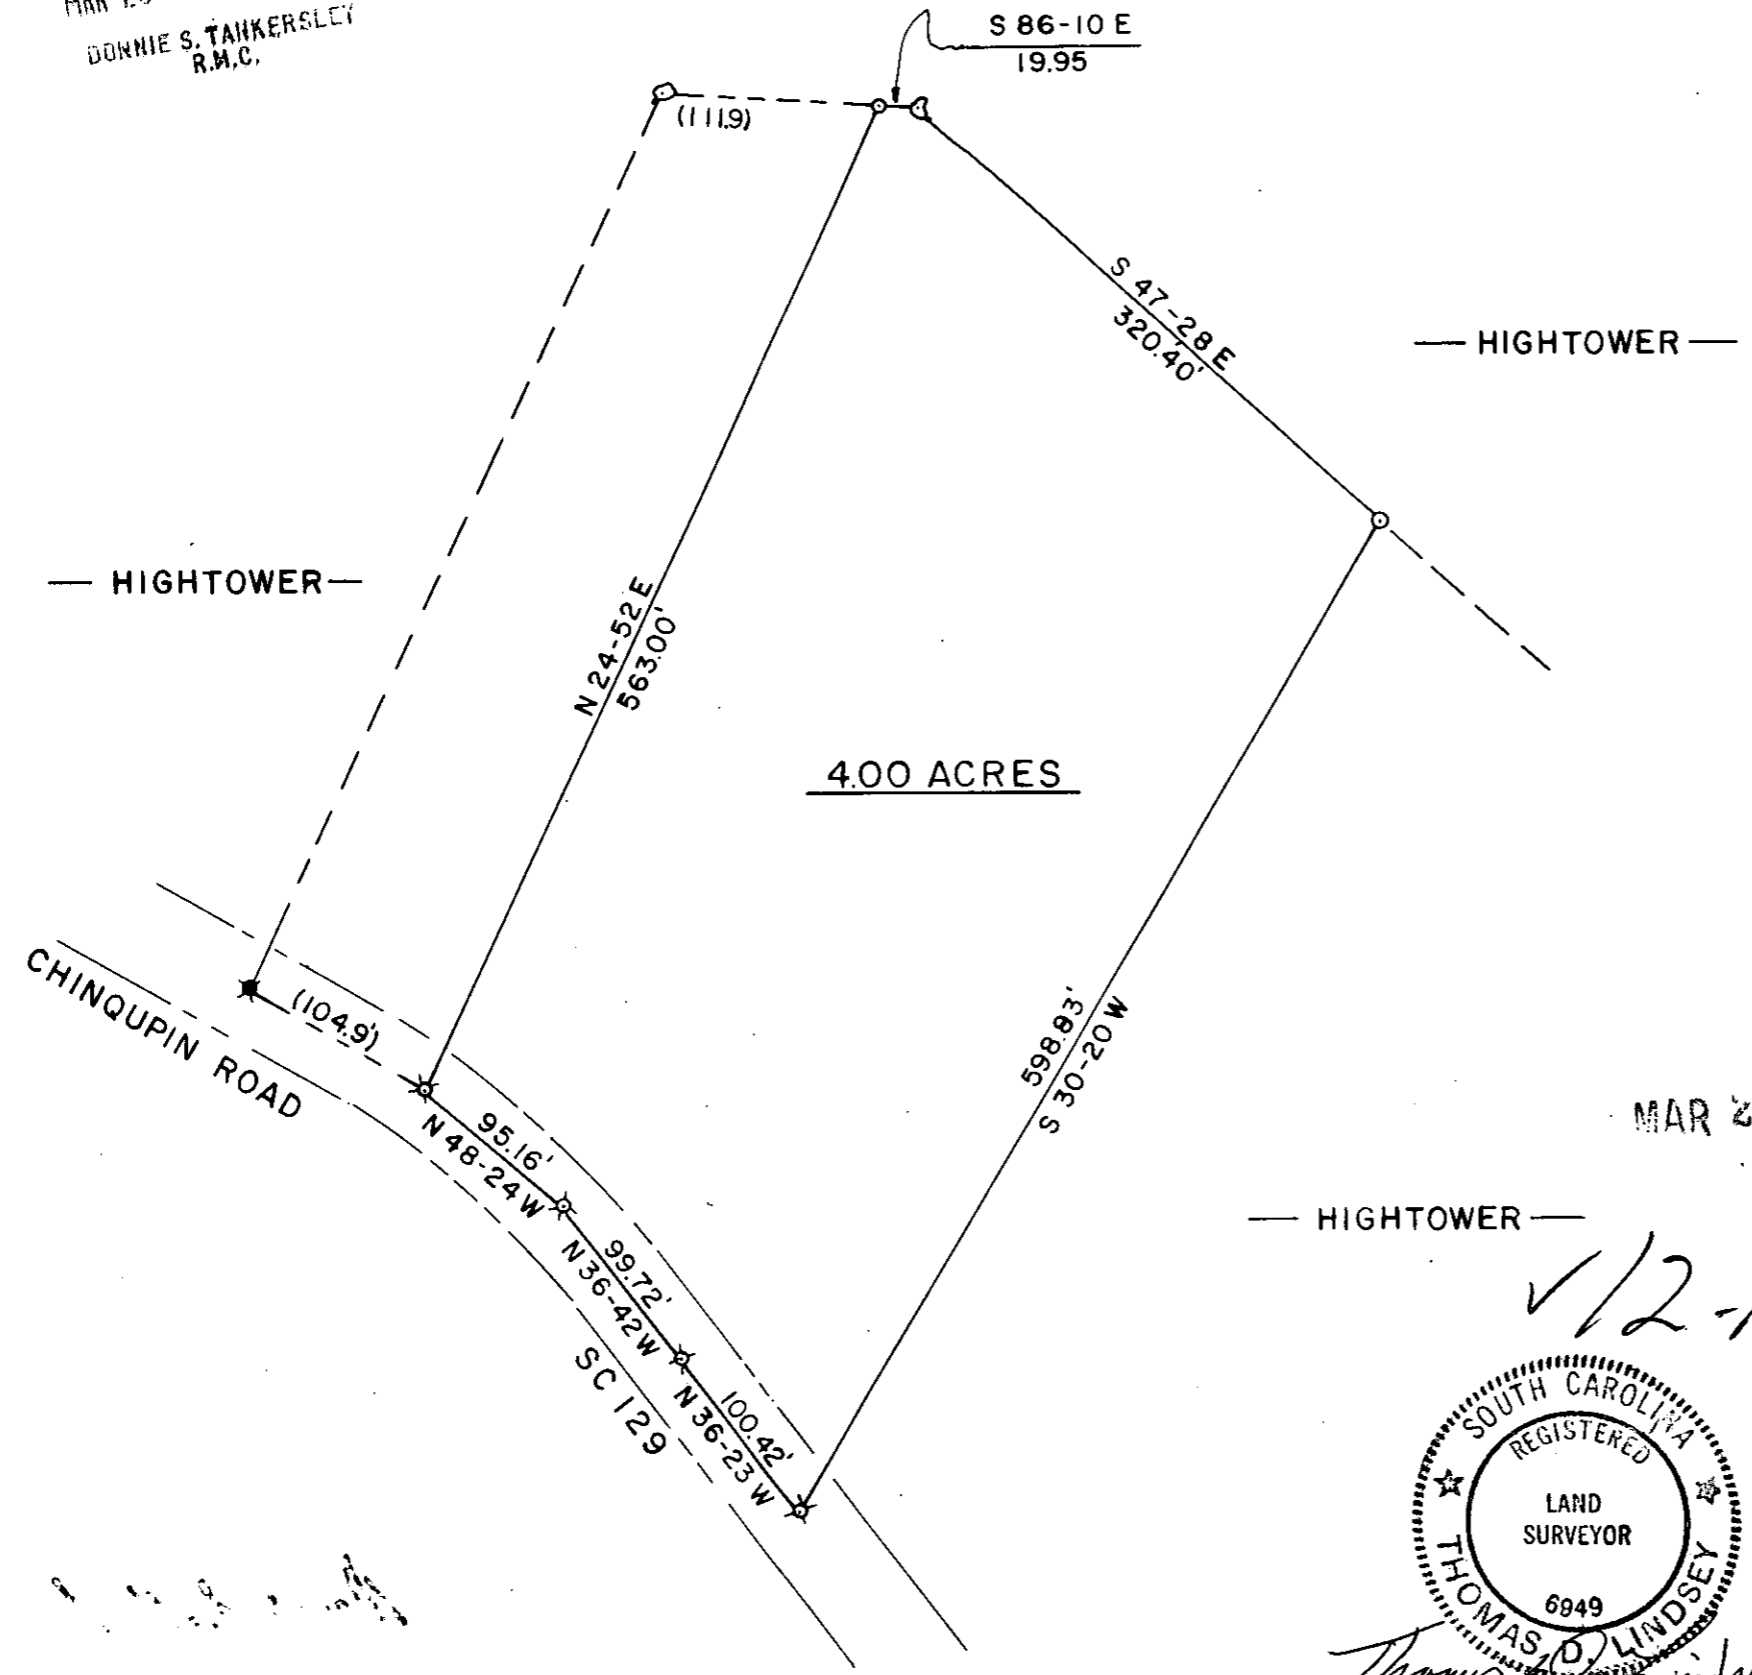 DONNIE S. TANKERSLEY
R.M.C.
S 86-10 E
19.95
(111.9)
S 47-28 E
320.40'
— HIGHTOWER —
— HIGHTOWER —
N 24-52 E
563.00'
4.00 ACRES
CHINQUPIN ROAD
(104.9')
598.83'
S 30-20 W
95.16'
N 48-24 W
MAR
— HIGHTOWER —
99.72'
N 36-42 W
SC 129
100.42'
N 36-23 W
SOUTH CAROLINA
REGISTERED
LAND
SURVEYOR
6949
THOMAS D. LINDSEY